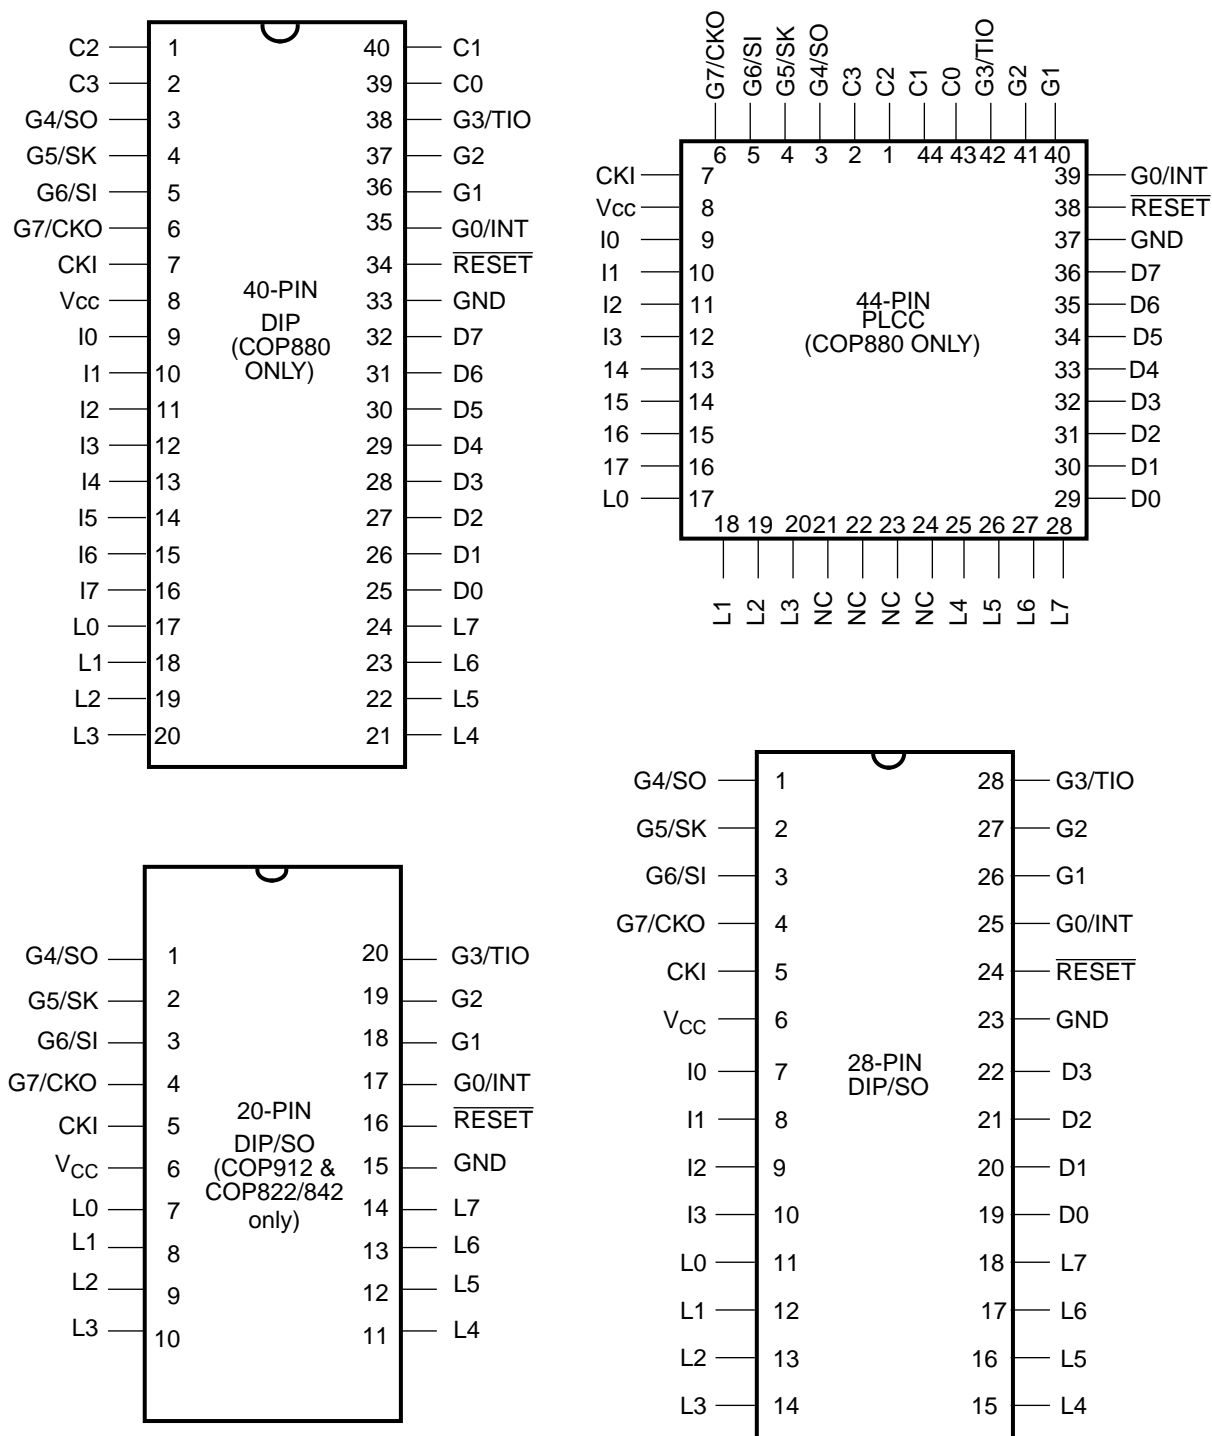 C2 1 40 C1
C3 2 39 C0
G4/SO 3 38 G3/TIO
G5/SK 4 37 G2
G6/SI 5 36 G1
G7/CKO 6 35 G0/INT
CKI 7 34 RESET
Vcc 8 33 GND
I0 9 32 D7
I1 10 31 D6
I2 11 30 D5
I3 12 29 D4
I4 13 28 D3
I5 14 27 D2
I6 15 26 D1
I7 16 25 D0
L0 17 24 L7
L1 18 23 L6
L2 19 22 L5
L3 20 21 L4
40-PIN
DIP
(COP880
ONLY)
G7/CKO G6/SI G5/SK G4/SO C3 C2 C1 C0 G3/TIO G2 G1
6 5 4 3 2 1 44 43 42 41 40
CKI 7 39 G0/INT
Vcc 8 38 RESET
I0 9 37 GND
I1 10 36 D7
I2 11 35 D6
I3 12 34 D5
14 13 33 D4
15 14 32 D3
16 15 31 D2
17 16 30 D1
L0 17 29 D0
44-PIN
PLCC
(COP880 ONLY)
18 19 20 21 22 23 24 25 26 27 28
L1 L2 L3 NC NC NC NC L4 L5 L6 L7
G4/SO 1 20 G3/TIO
G5/SK 2 19 G2
G6/SI 3 18 G1
G7/CKO 4 17 G0/INT
CKI 5 16 RESET
VCC 6 15 GND
L0 7 14 L7
L1 8 13 L6
L2 9 12 L5
L3 10 11 L4
20-PIN
DIP/SO
(COP912 &
COP822/842
only)
G4/SO 1 28 G3/TIO
G5/SK 2 27 G2
G6/SI 3 26 G1
G7/CKO 4 25 G0/INT
CKI 5 24 RESET
VCC 6 23 GND
I0 7 22 D3
I1 8 21 D2
I2 9 20 D1
I3 10 19 D0
L0 11 18 L7
L1 12 17 L6
L2 13 16 L5
L3 14 15 L4
28-PIN
DIP/SO